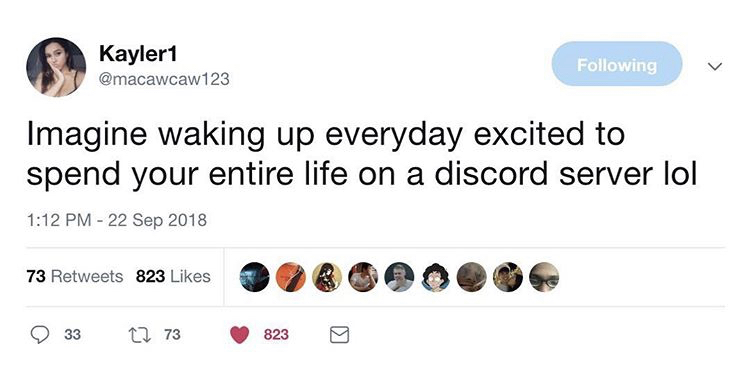 Kayler1
@macawcaw123
Following
Imagine waking up everyday excited to
spend your entire life on a discord server lol
1:12 PM - 22 Sep 2018
73 Retweets 823 Likes
33 73 823